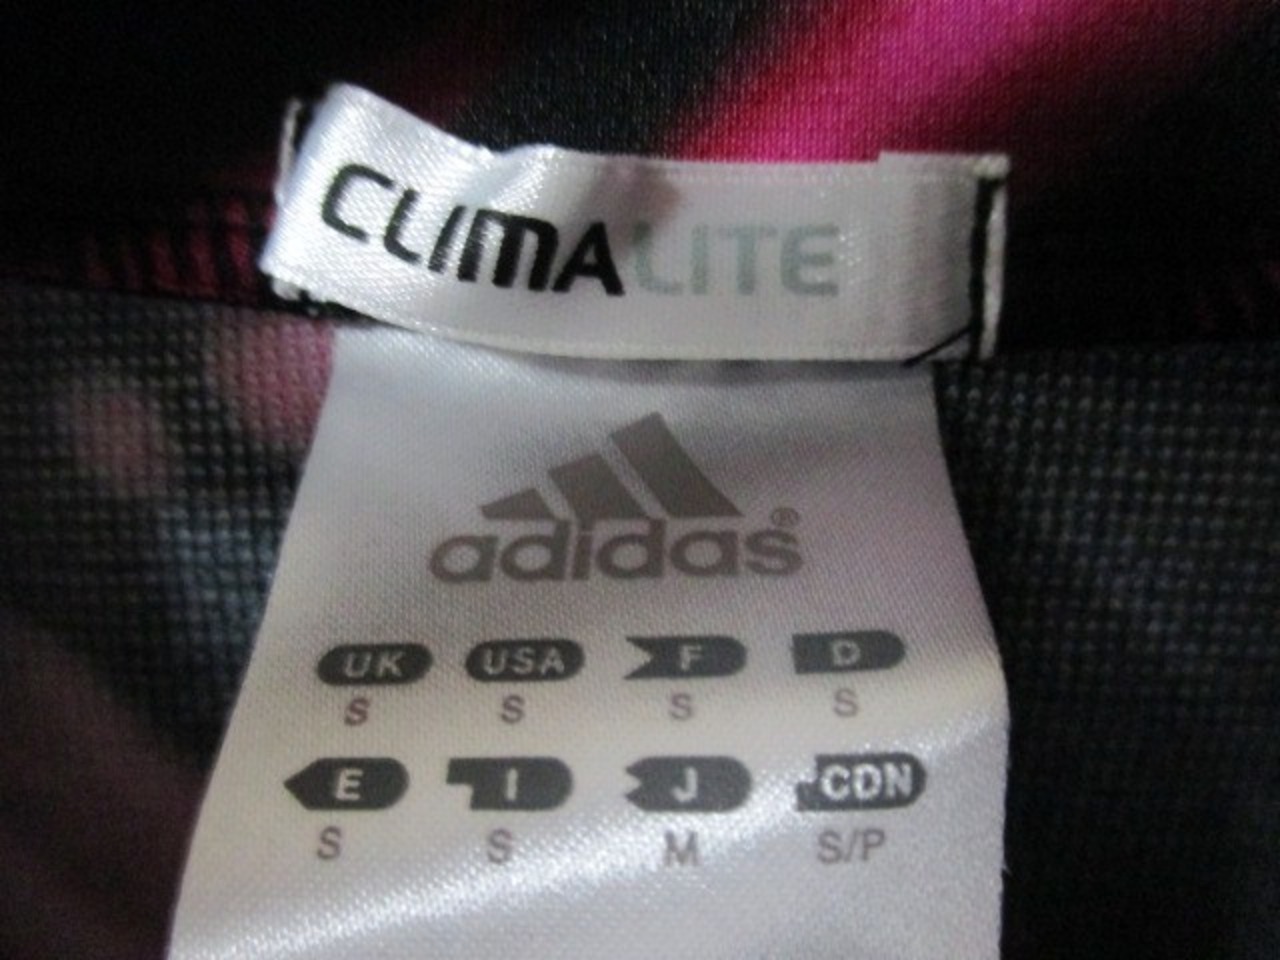 CLIMALITE
adidas®
UK USA F D
S S S S
E I J CDN
S S M S/P